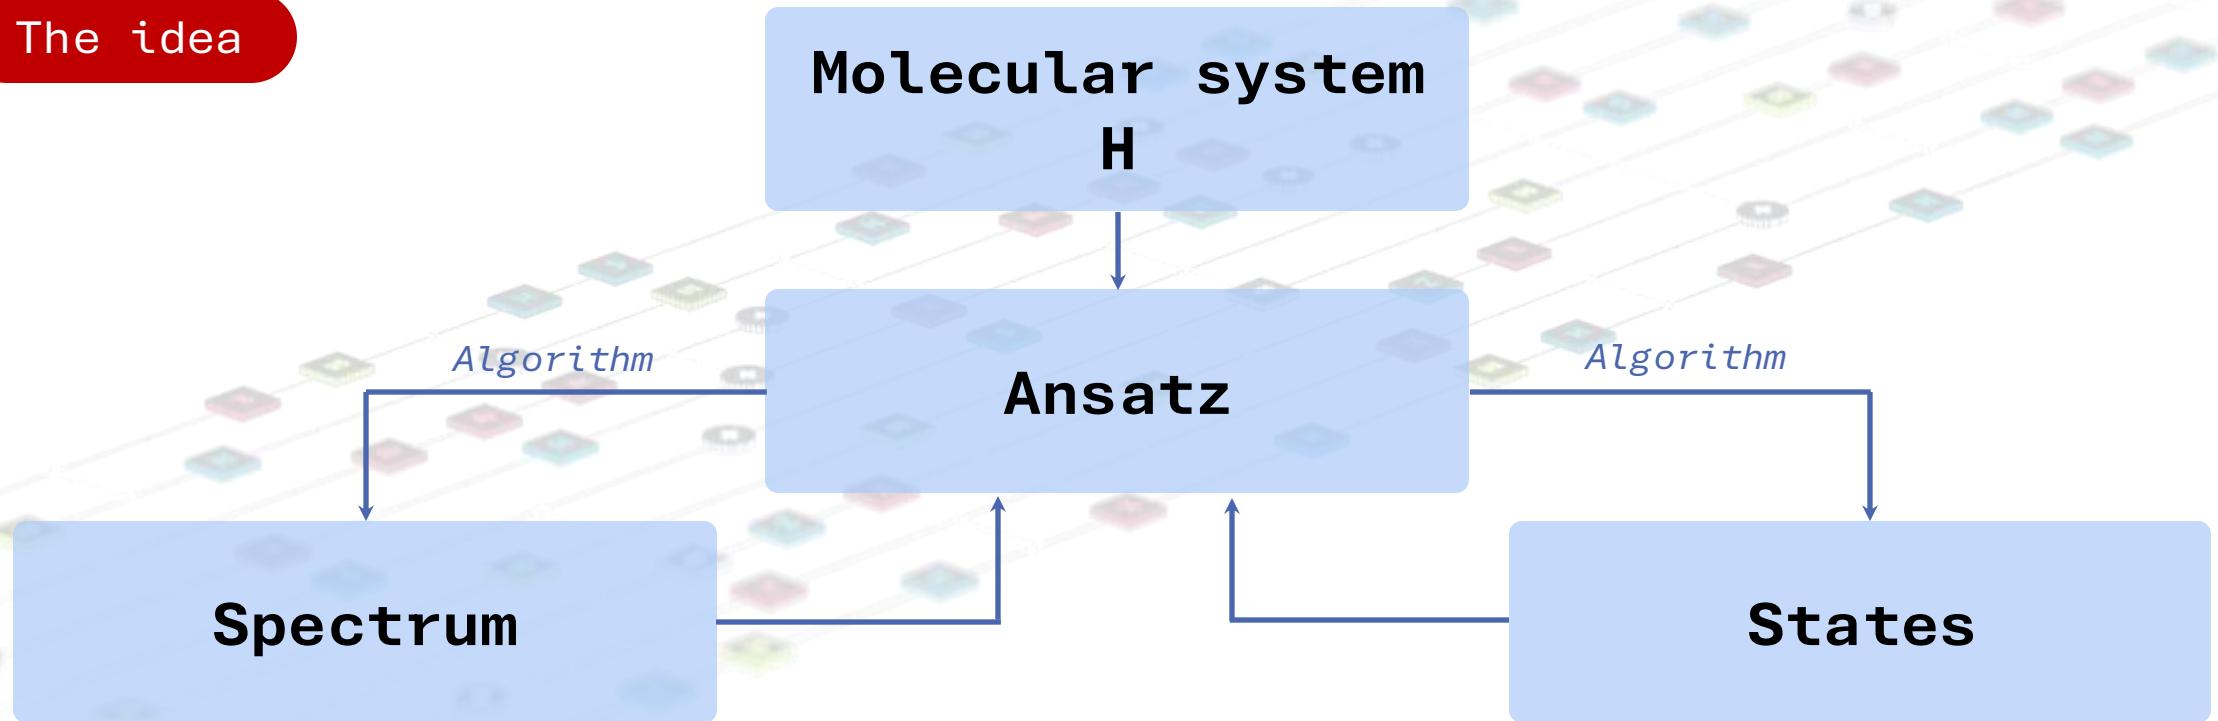 The idea
Molecular system
H
Algorithm
Ansatz
Algorithm
Spectrum
States